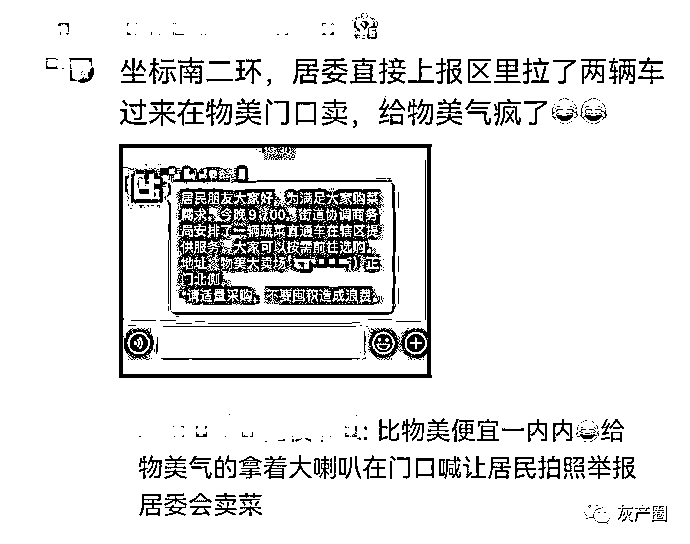 坐标南二环，居委直接上报区里拉了两辆车
过来在物美门口卖，给物美气疯了😂😂
居民朋友大家好，为满足大家购菜
需求，今晚9:00，街道协调商务
局安排了二辆蔬菜直通车在辖区提
供服务，大家可以按需前往选购。
地址：物美大卖场（ ）正
门北侧
*请适量采购，不要囤积造成浪费。
: 比物美便宜一内内😂给
物美气的拿着大喇叭在门口喊让居民拍照举报
居委会卖菜
灰产圈